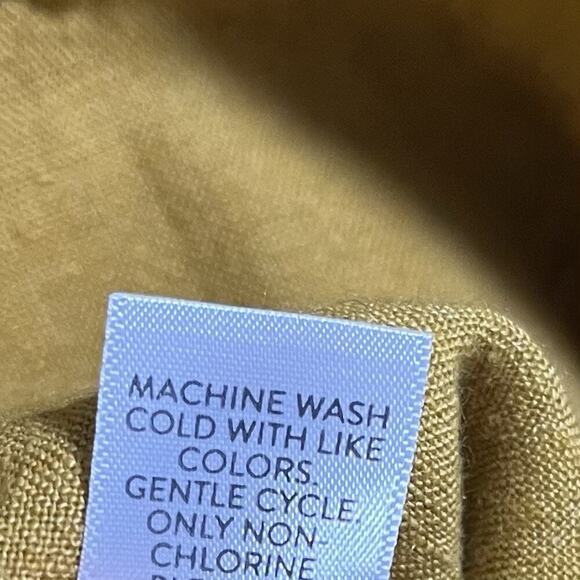 MACHINE WASH
COLD WITH LIKE
COLORS.
GENTLE CYCLE.
ONLY NON-
CHLORINE